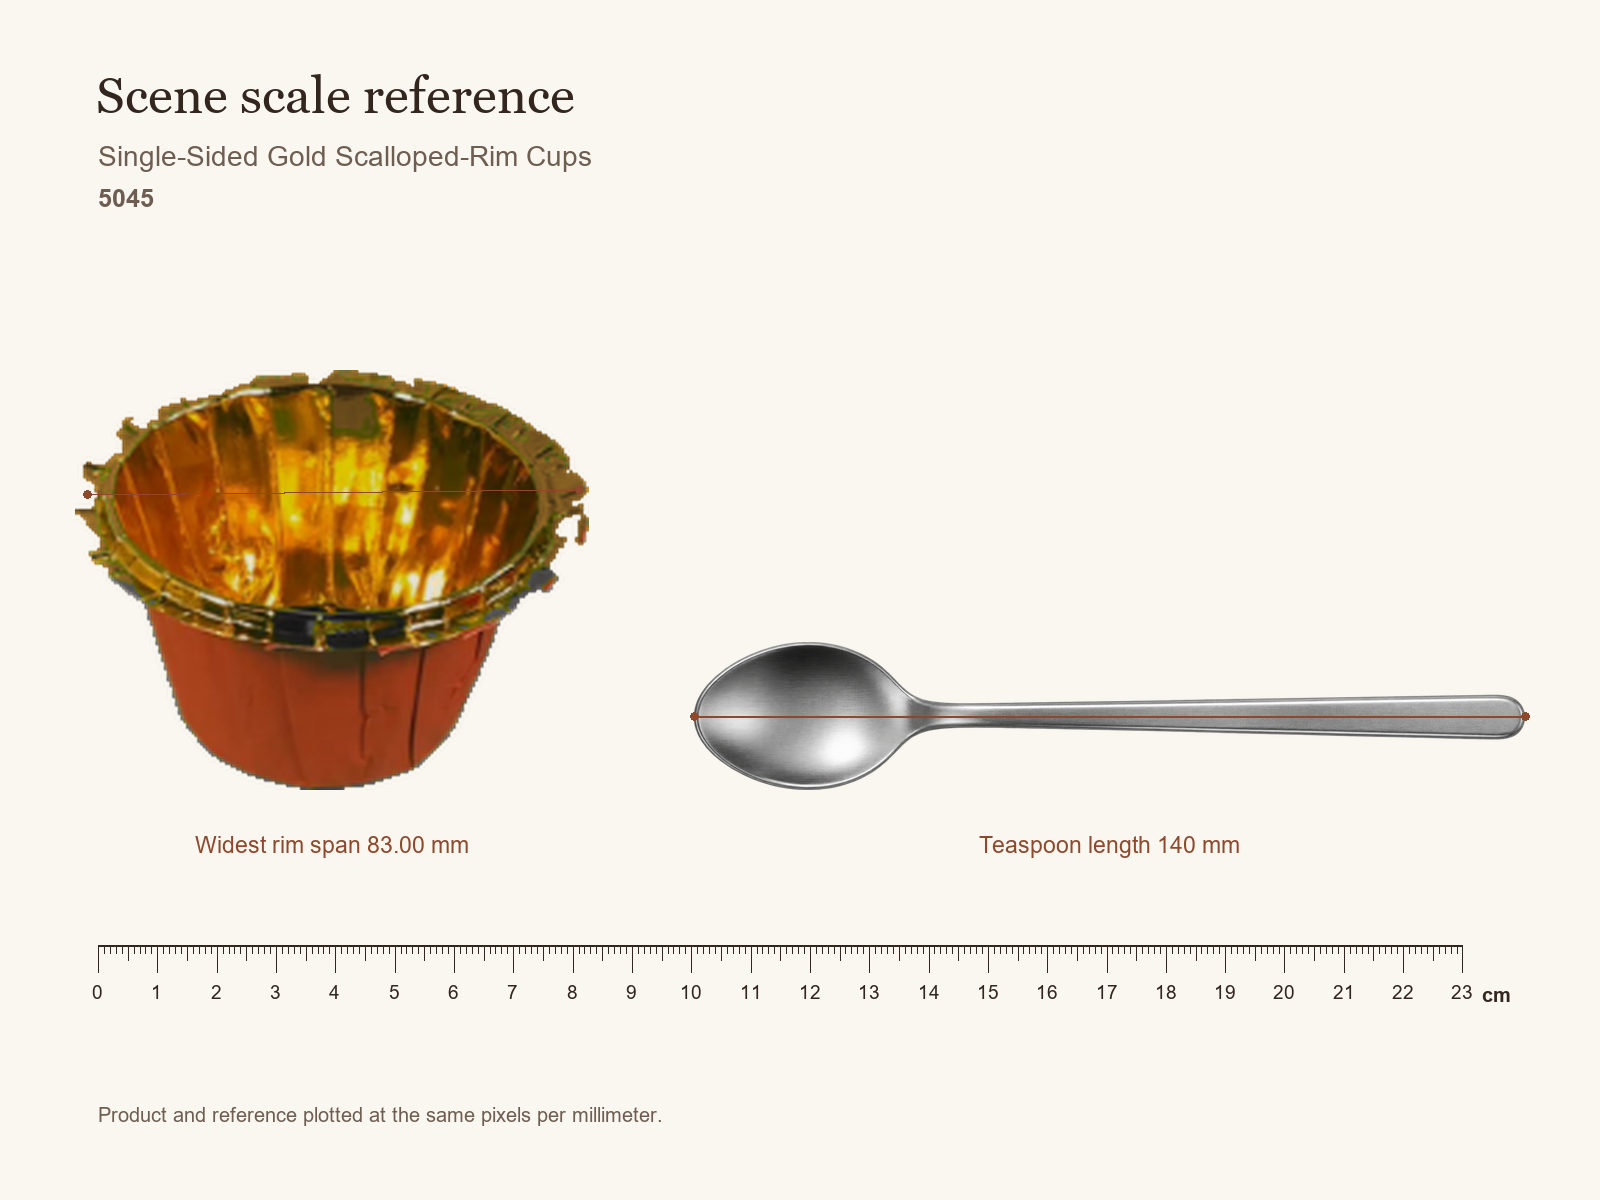 Scene scale reference
Single-Sided Gold Scalloped-Rim Cups
5045
Widest rim span 83.00 mm
Teaspoon length 140 mm
0 1 2 3 4 5 6 7 8 9 10 11 12 13 14 15 16 17 18 19 20 21 22 23 cm
Product and reference plotted at the same pixels per millimeter.